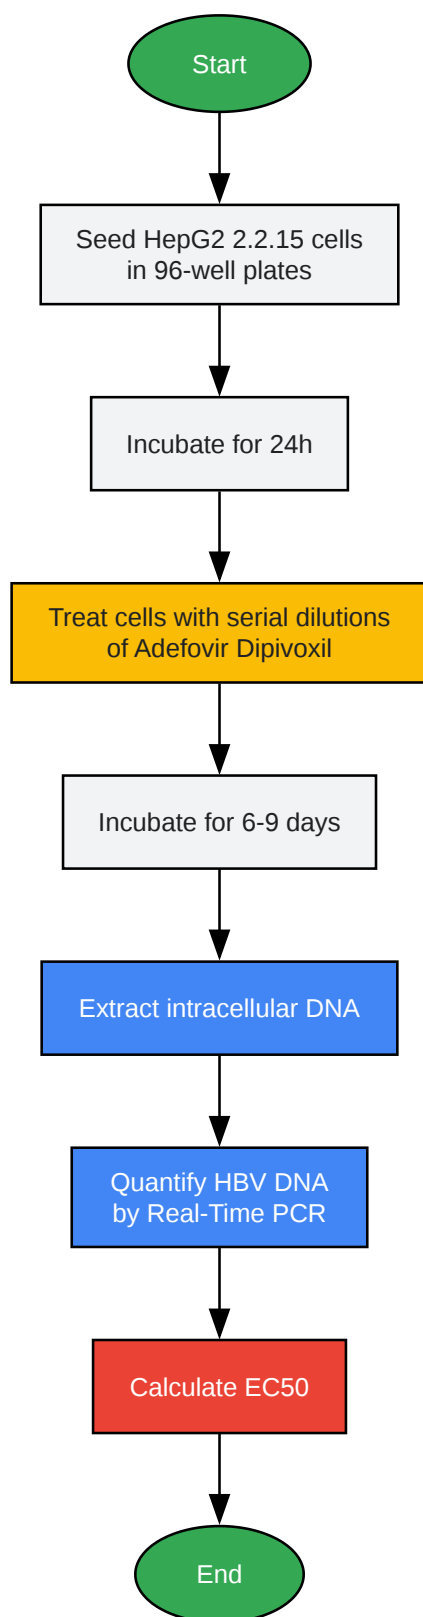 Start
Seed HepG2 2.2.15 cells
in 96-well plates
Incubate for 24h
Treat cells with serial dilutions
of Adefovir Dipivoxil
Incubate for 6-9 days
Extract intracellular DNA
Quantify HBV DNA
by Real-Time PCR
Calculate EC50
End